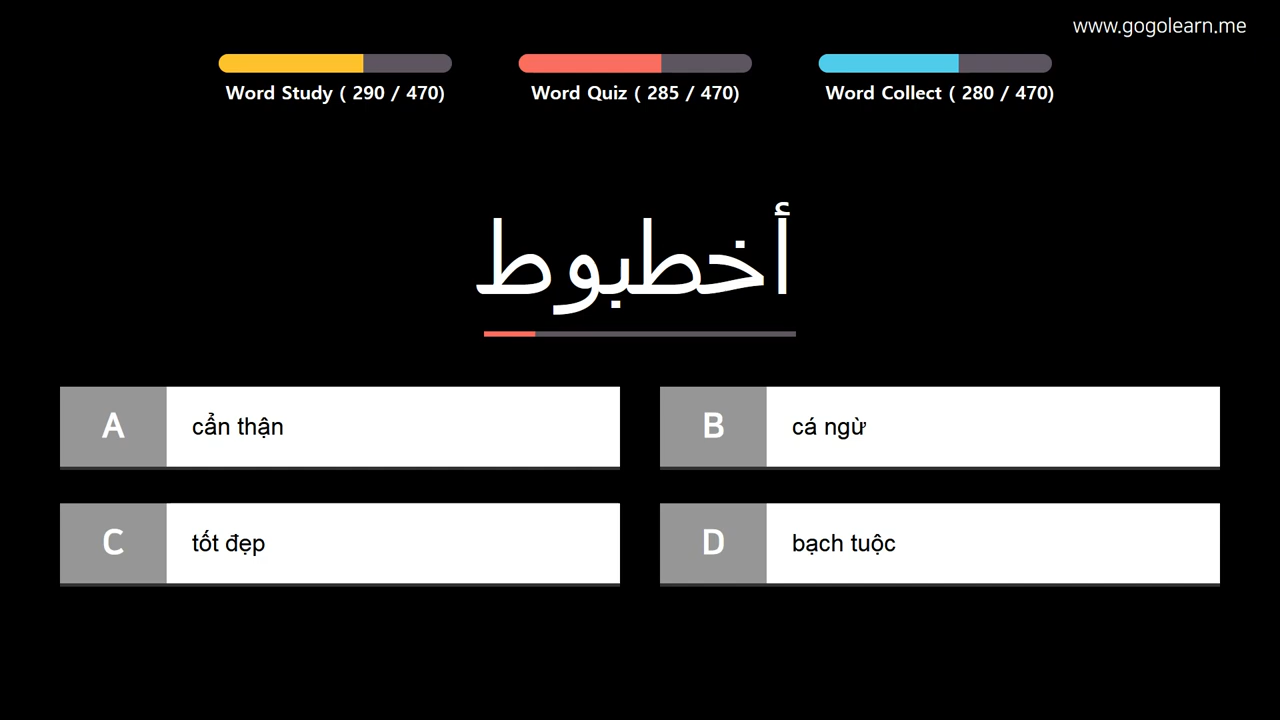 www.gogolearn.me
Word Study ( 290 / 470)
Word Quiz ( 285 / 470)
Word Collect ( 280 / 470)
أخطبوط
A
cẩn thận
B
cá ngừ
C
tốt đẹp
D
bạch tuộc